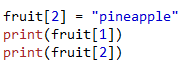 fruit[2] = "pineapple"
print(fruit[1])
print(fruit[2])